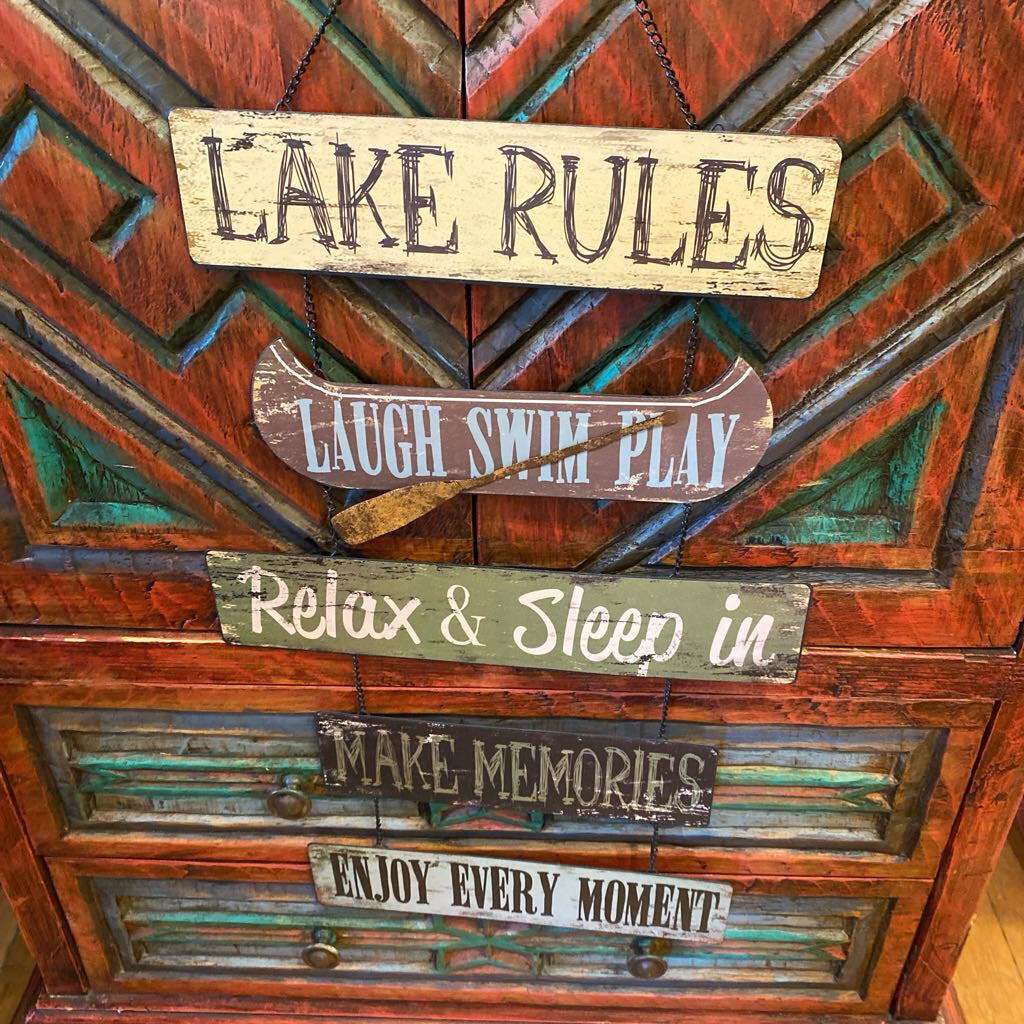 LAKE RULES
LAUGH SWIM PLAY
Relax & Sleep in
MAKE MEMORIES
ENJOY EVERY MOMENT